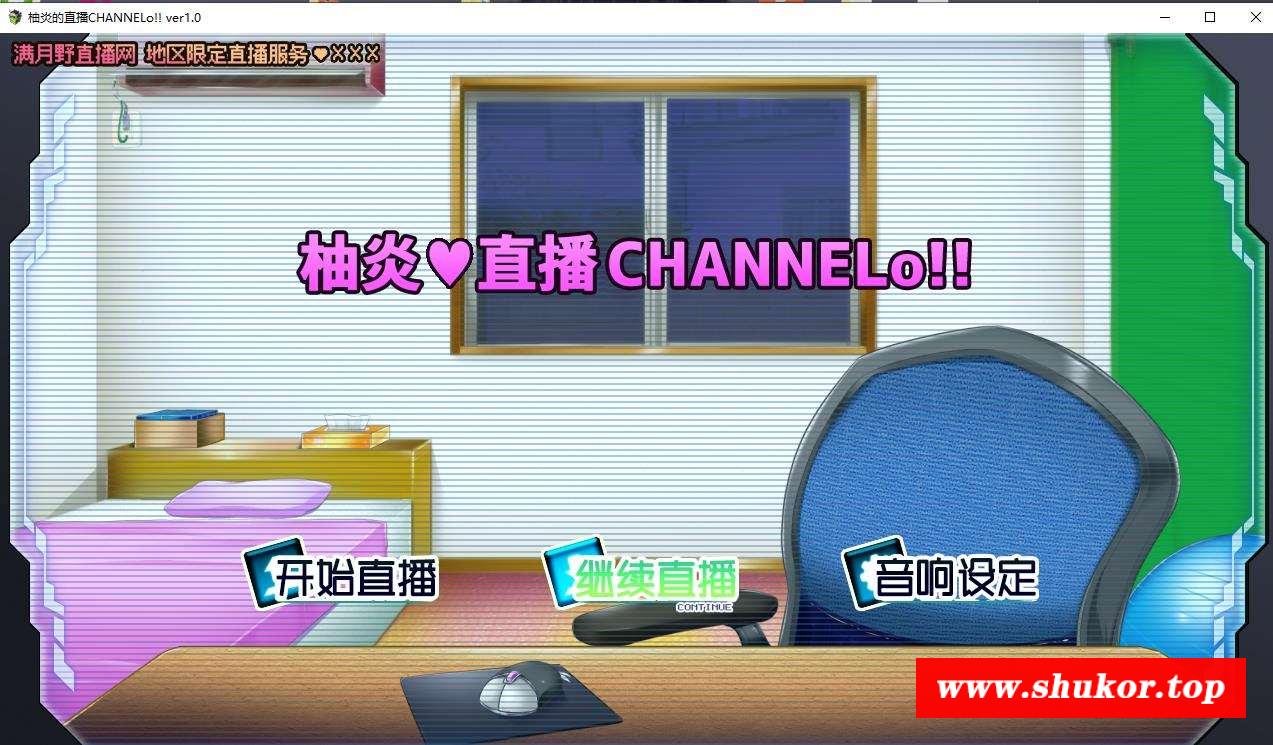 柚炎的直播CHANNELo!! ver1.0
满月野直播网 地区限定直播服务♥×××
柚炎♥直播CHANNELo!!
开始直播
继续直播
CONTINUE
音响设定
www.shukor.top